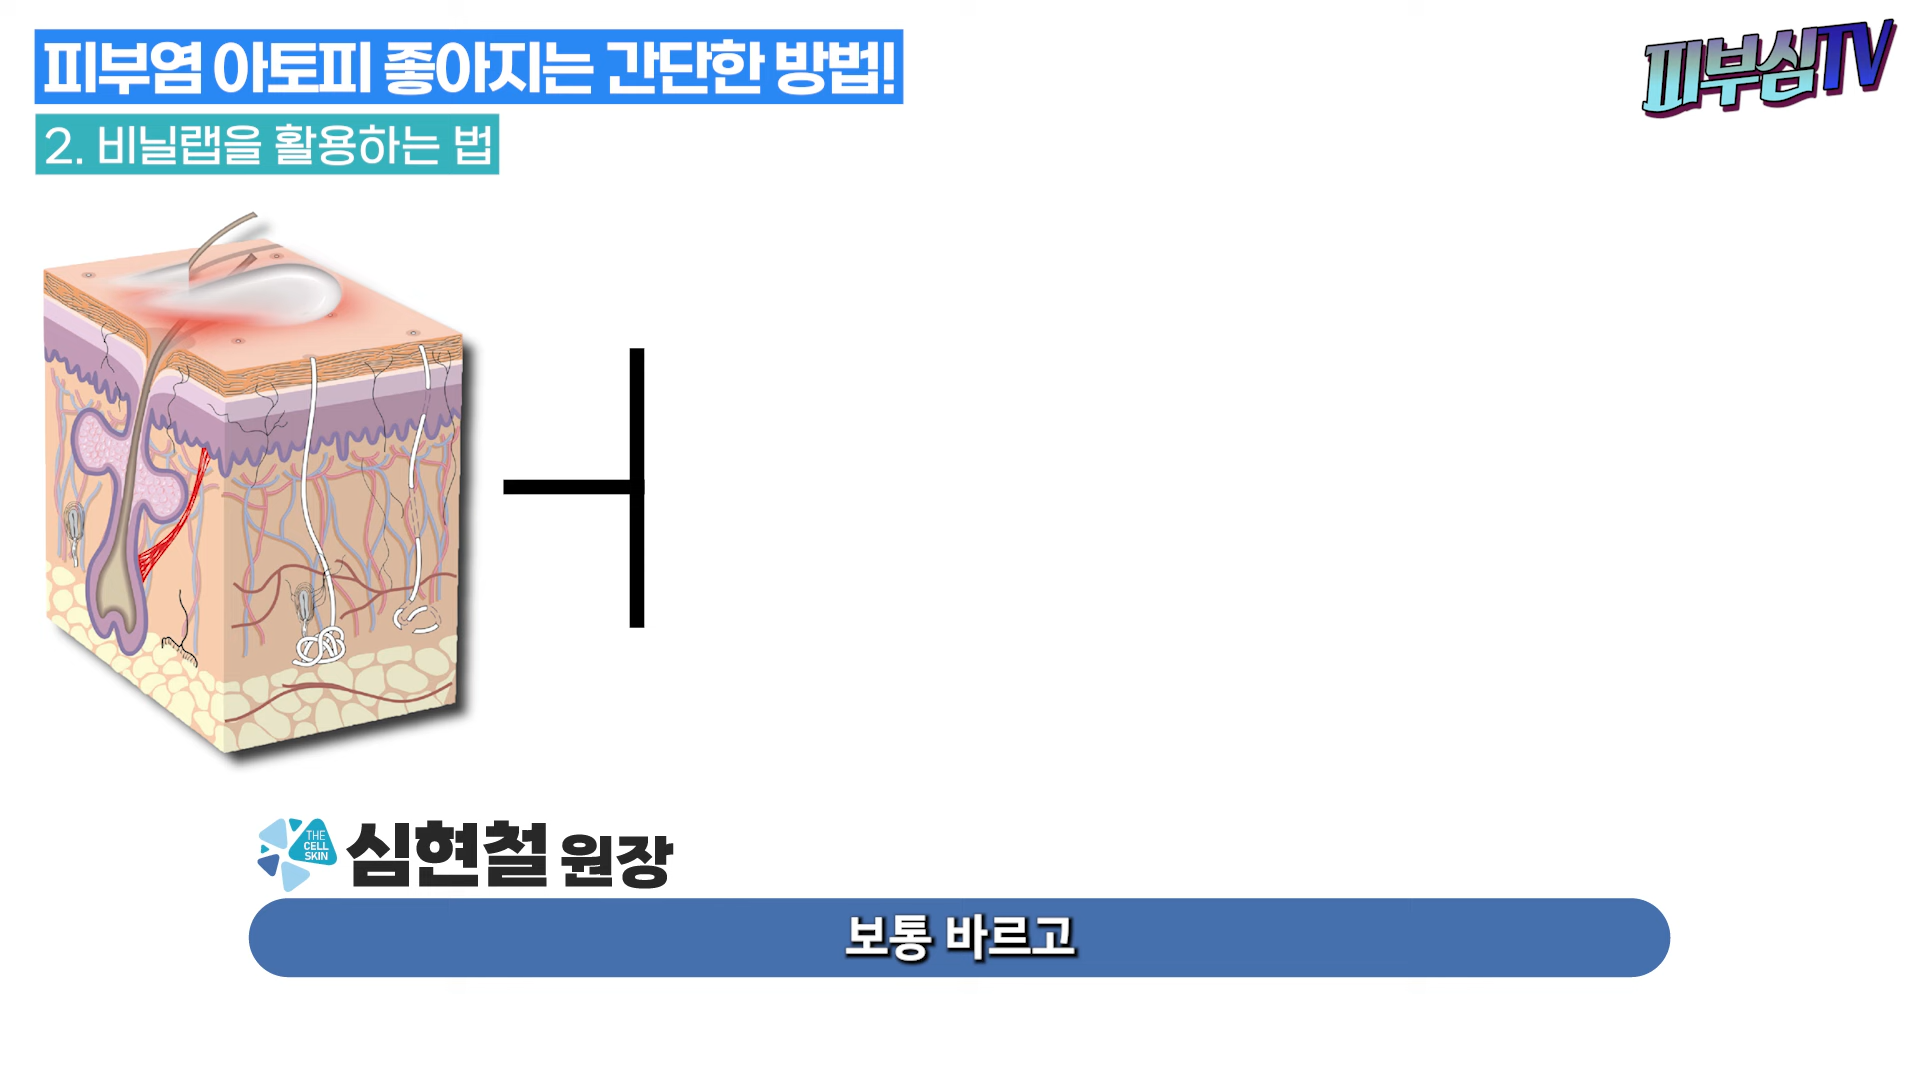 피부염 아토피 좋아지는 간단한 방법!
피부심TV
2. 비닐랩을 활용하는 법
THE
CELL
SKIN
심현철 원장
보통 바르고